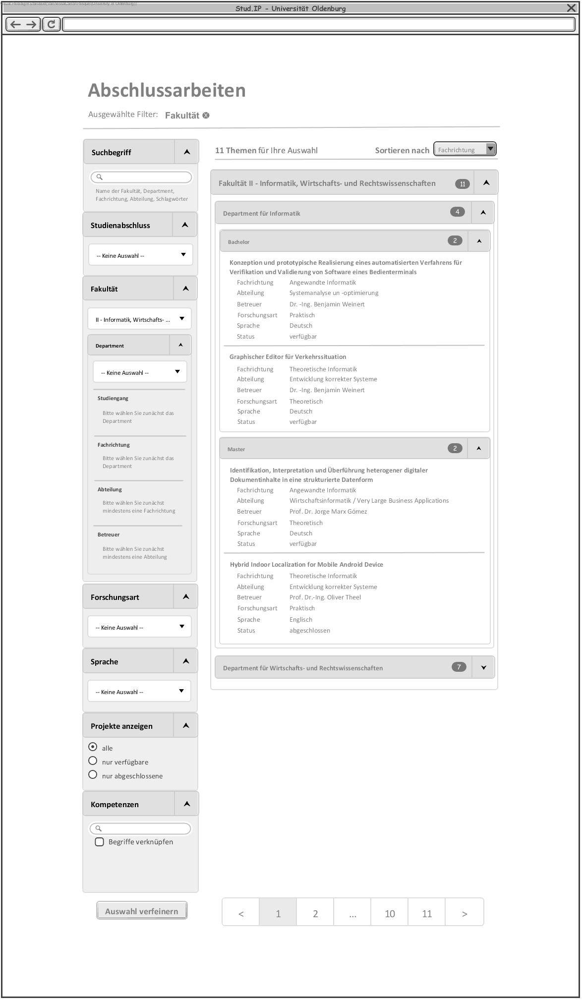 Visual Paradigm Standard(VannessaCanonPasquel(University of Oldenburg))
Stud.IP - Universität Oldenburg
Abschlussarbeiten
Ausgewählte Filter: Fakultät X
Suchbegriff
Name der Fakultät, Department,
Fachrichtung, Abteilung, Schlagwörter
Studienabschluss
-- Keine Auswahl --
Fakultät
II - Informatik, Wirtschafts- ...
Department
-- Keine Auswahl --
Studiengang
Bitte wählen Sie zunächst das
Department
Fachrichtung
Bitte wählen Sie zunächst das
Department
Abteilung
Bitte wählen Sie zunächst
mindestens eine Fachrichtung
Betreuer
Bitte wählen Sie zunächst
mindestens eine Abteilung
Forschungsart
-- Keine Auswahl --
Sprache
-- Keine Auswahl --
Projekte anzeigen
alle
nur verfügbare
nur abgeschlossene
Kompetenzen
Begriffe verknüpfen
Auswahl verfeinern
11 Themen für Ihre Auswahl Sortieren nach Fachrichtung
Fakultät II - Informatik, Wirtschafts- und Rechtswissenschaften 11
Department für Informatik 4
Bachelor 2
Konzeption und prototypische Realisierung eines automatisierten Verfahrens für
Verifikation und Validierung von Software eines Bedienterminals
Fachrichtung Angewandte Informatik
Abteilung Systemanalyse un -optimierung
Betreuer Dr. -Ing. Benjamin Weinert
Forschungsart Praktisch
Sprache Deutsch
Status verfügbar
Graphischer Editor für Verkehrssituation
Fachrichtung Theoretische Informatik
Abteilung Entwicklung korrekter Systeme
Betreuer Dr. -Ing. Benjamin Weinert
Forschungsart Theoretisch
Sprache Deutsch
Status verfügbar
Master 2
Identifikation, Interpretation und Überführung heterogener digitaler
Dokumentinhalte in eine strukturierte Datenform
Fachrichtung Angewandte Informatik
Abteilung Wirtschaftsinformatik / Very Large Business Applications
Betreuer Prof. Dr. Jorge Marx Gómez
Forschungsart Theoretisch
Sprache Deutsch
Status verfügbar
Hybrid Indoor Localization for Mobile Android Device
Fachrichtung Theoretische Informatik
Abteilung Entwicklung korrekter Systeme
Betreuer Prof. Dr.-Ing. Oliver Theel
Forschungsart Praktisch
Sprache Englisch
Status abgeschlossen
Department für Wirtschafts- und Rechtswissenschaften 7
< 1 2 ... 10 11 >